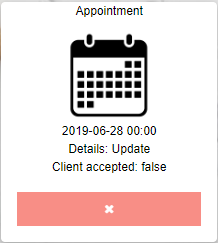 Appointment
2019-06-28 00:00
Details: Update
Client accepted: false
✖